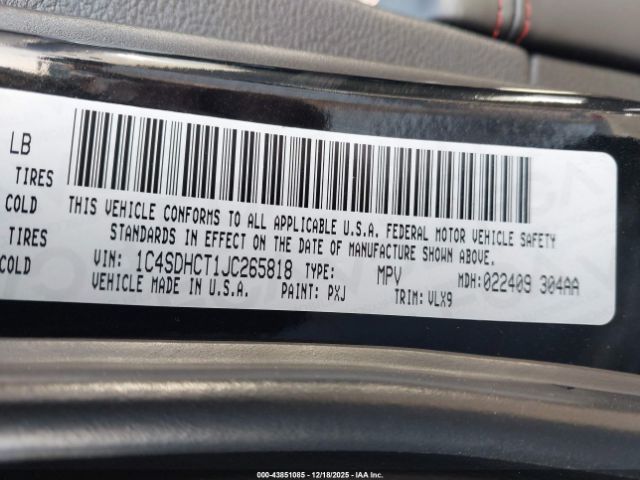 LB
TIRES
COLD
THIS VEHICLE CONFORMS TO ALL APPLICABLE U.S.A. FEDERAL MOTOR VEHICLE SAFETY
STANDARDS IN EFFECT ON THE DATE OF MANUFACTURE SHOWN ABOVE.
TIRES
VIN: 1C4SDHCT1JC265818 TYPE: MPV MDH: 022409 304AA
COLD
VEHICLE MADE IN U.S.A. PAINT: PXJ TRIM: VLX9
000-43851085 | 12/18/2025 - IAA Inc.